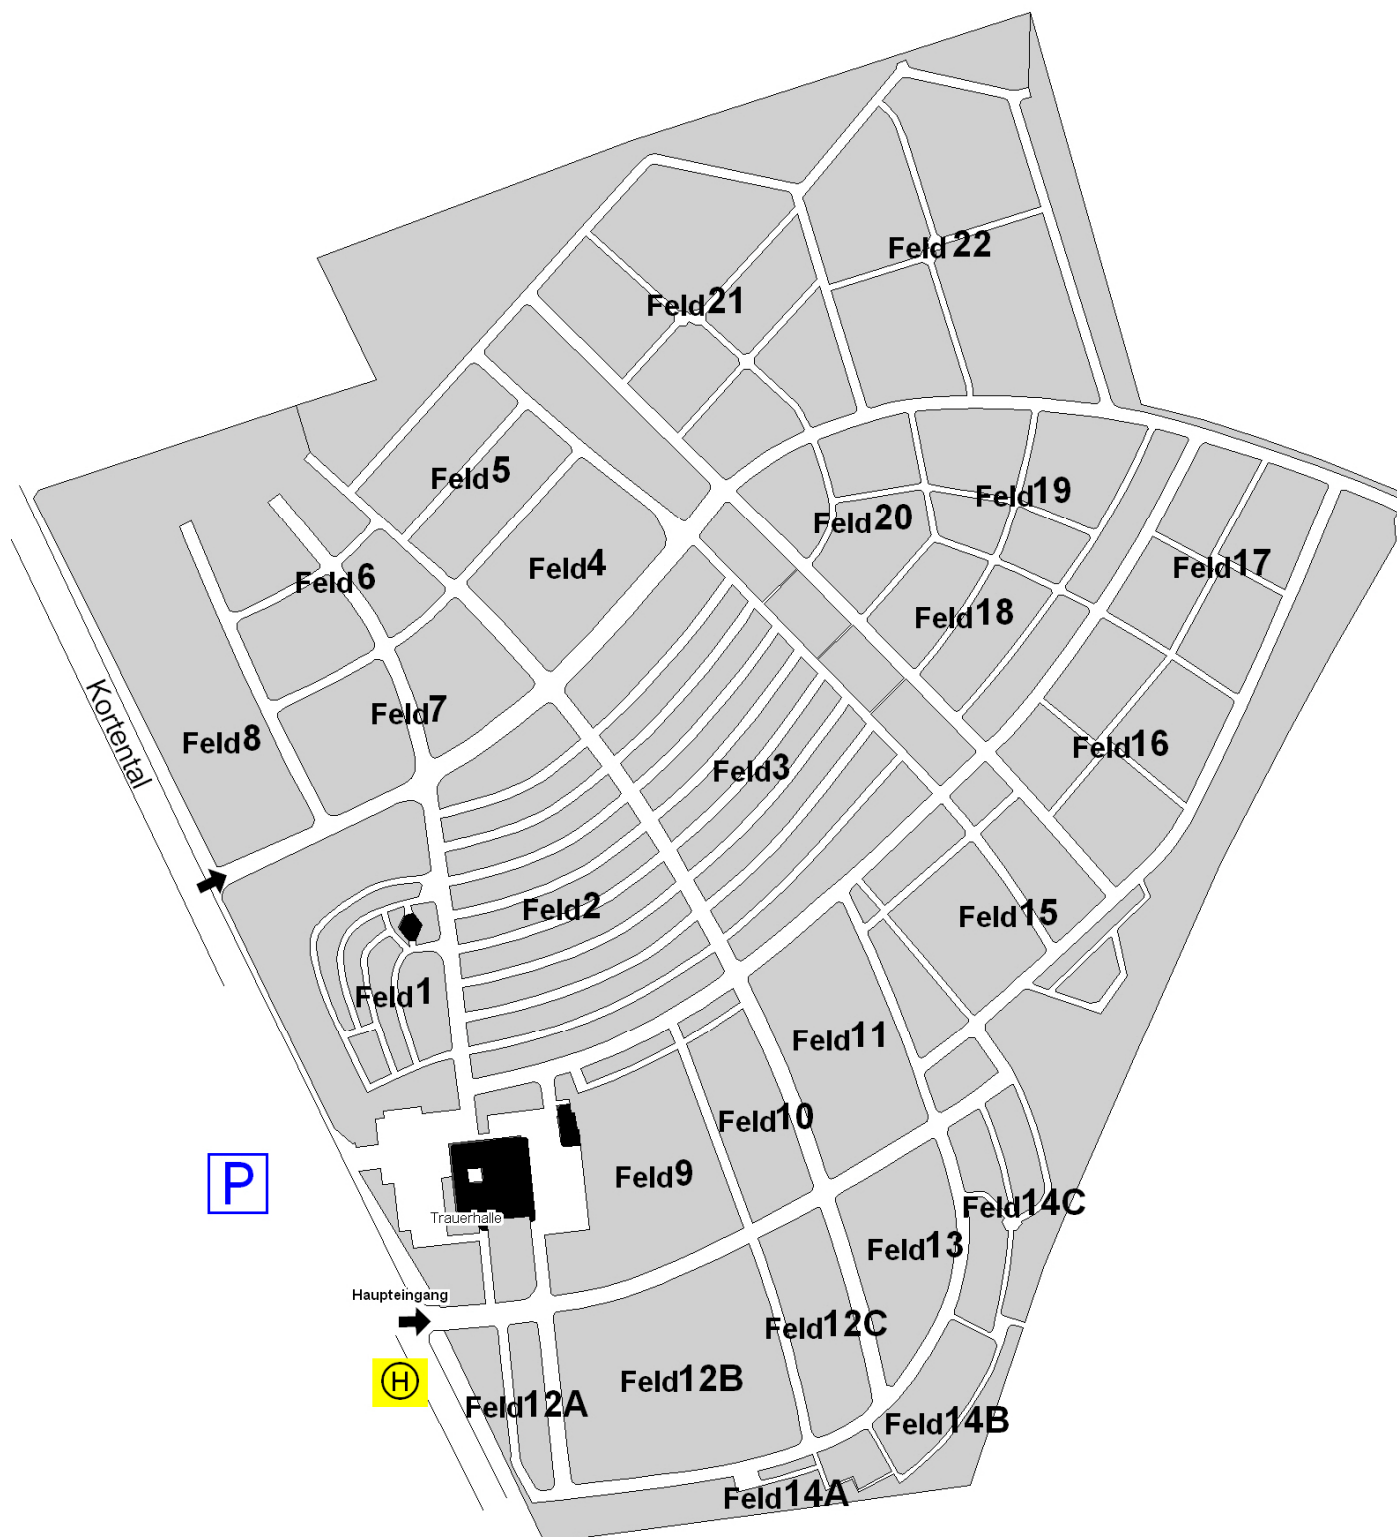 Feld 22
Feld 21
Feld 5
Feld 19
Feld 20
Feld 4
Feld 17
Feld 6
Feld 18
Feld 7
Kortental
Feld 8
Feld 16
Feld 3
Feld 2
Feld 15
Feld 1
Feld 11
Feld 10
Feld 9
P
Feld 14C
Trauerhalle
Feld 13
Haupteingang
Feld 12C
H
Feld 12B
Feld 12A
Feld 14B
Feld 14A